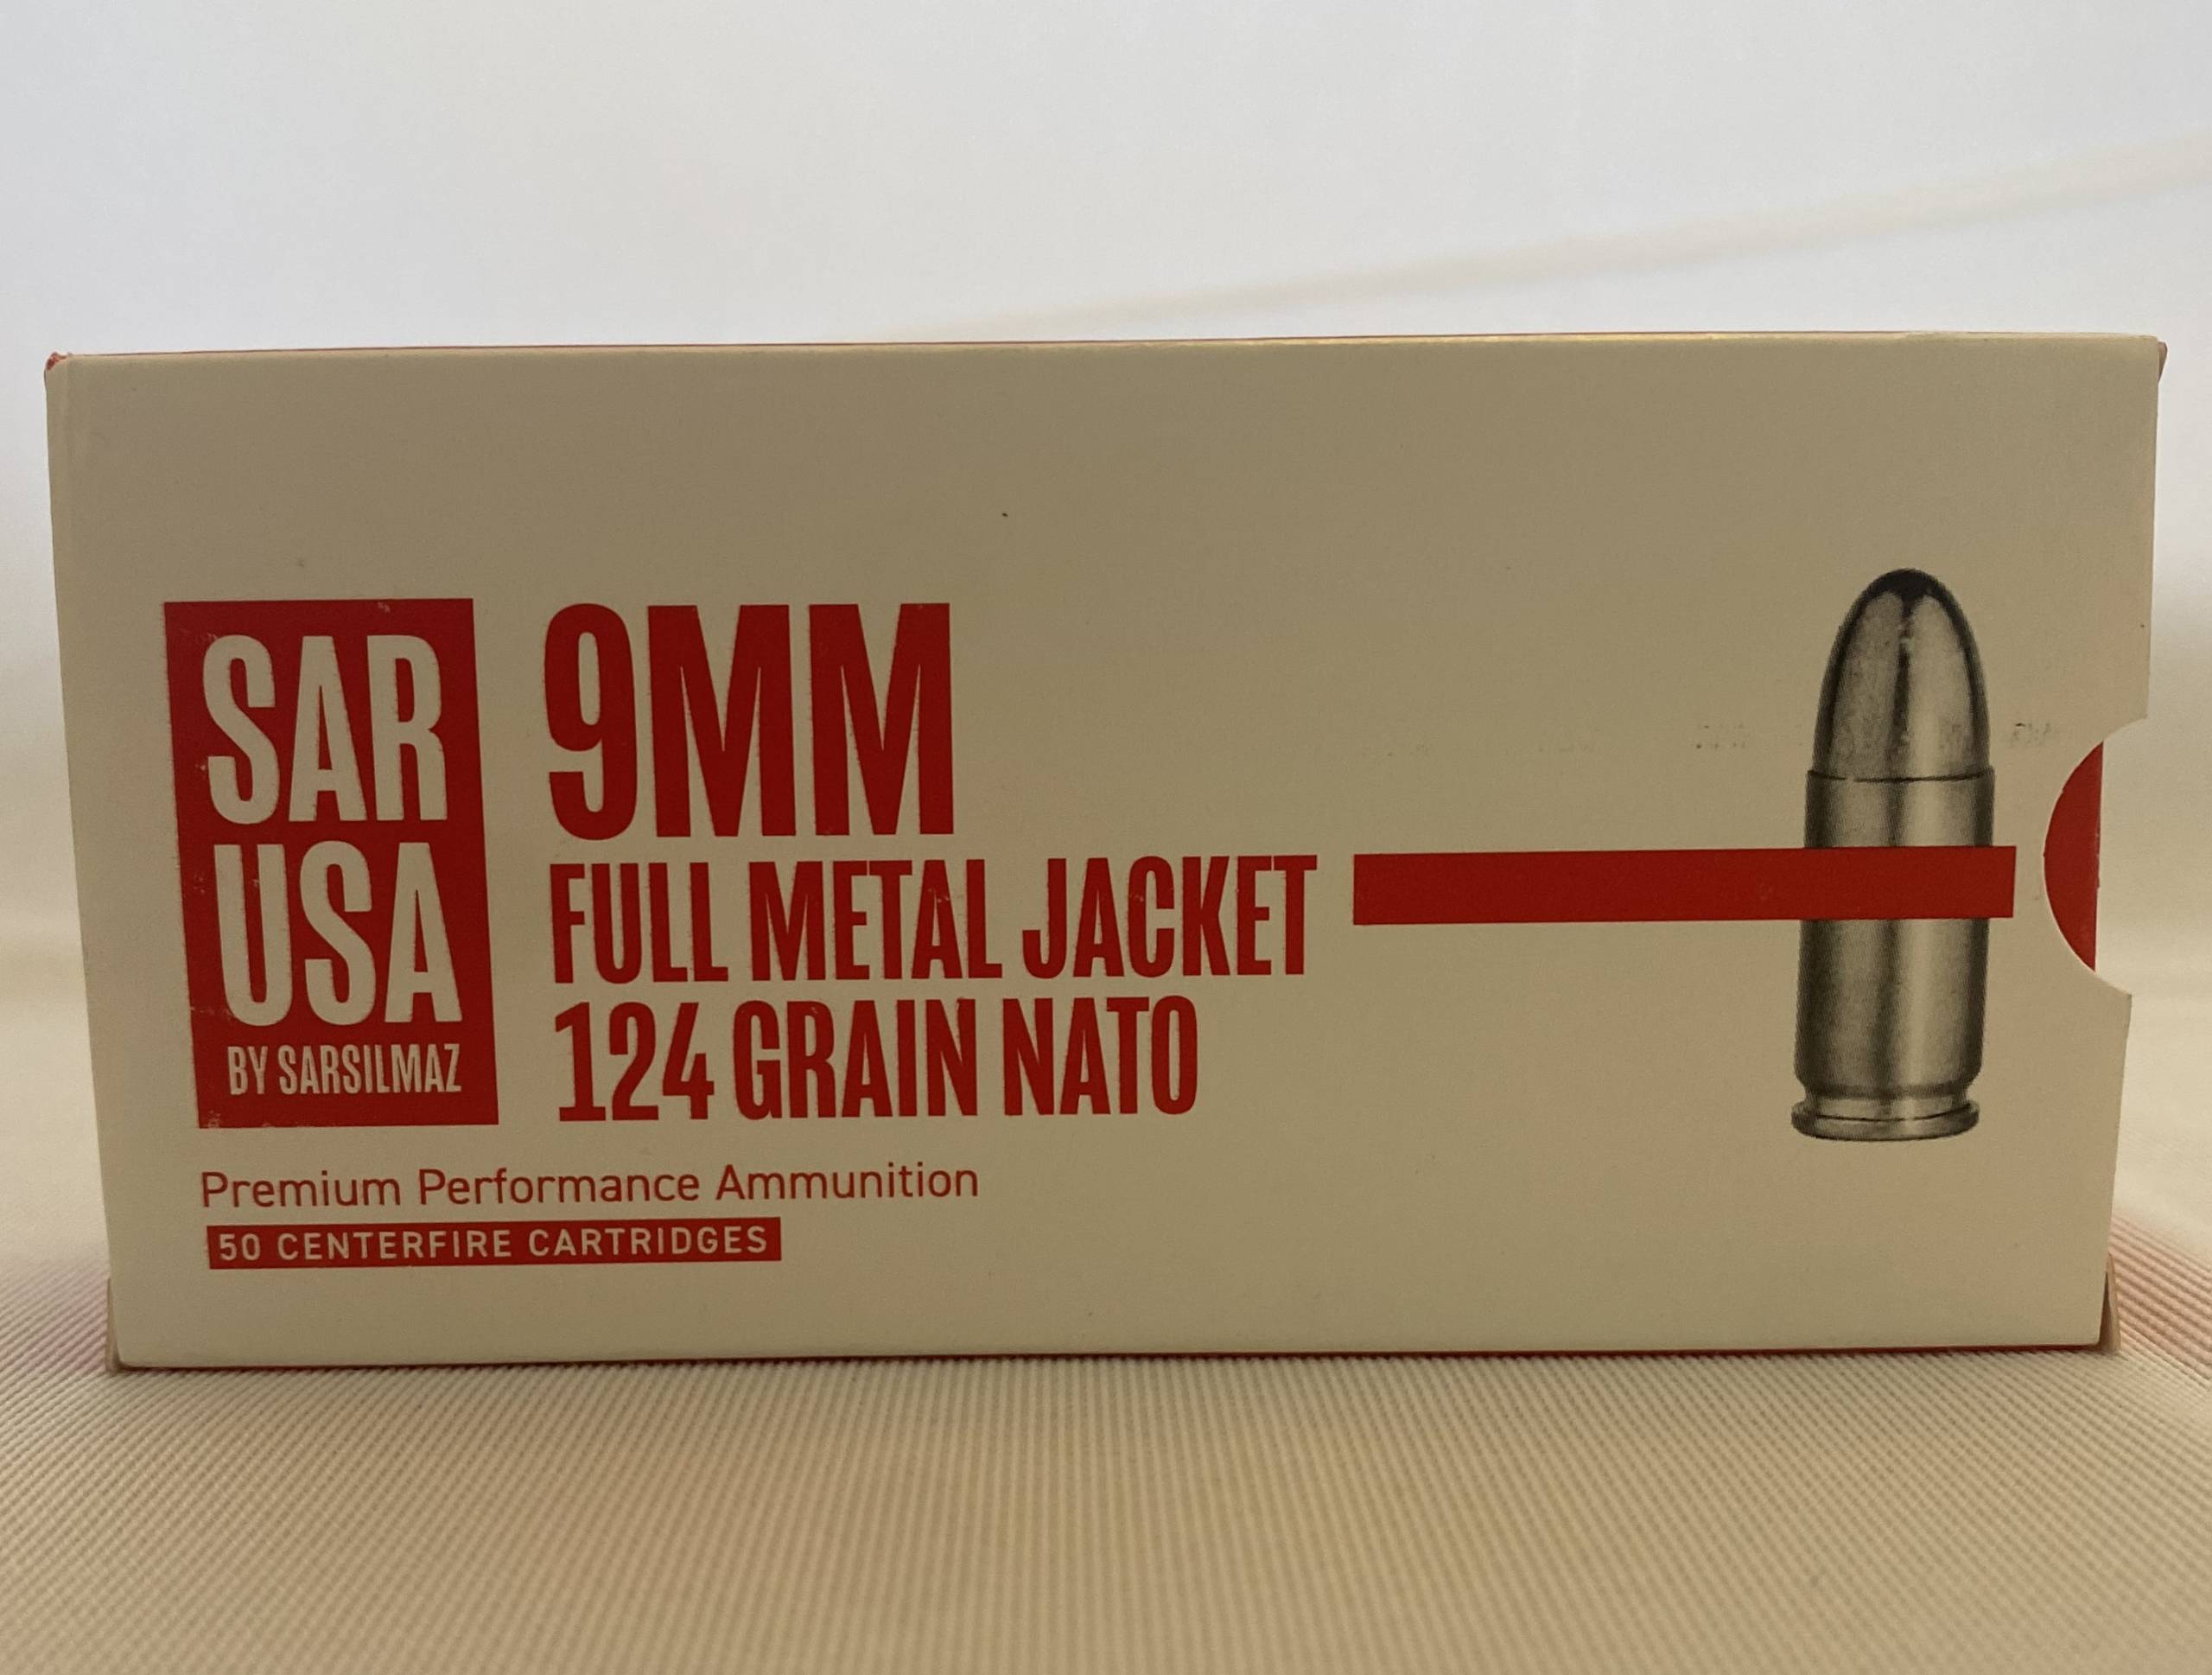 SAR
USA
BY SARSILMAZ
9MM
FULL METAL JACKET
124 GRAIN NATO
Premium Performance Ammunition
50 CENTERFIRE CARTRIDGES